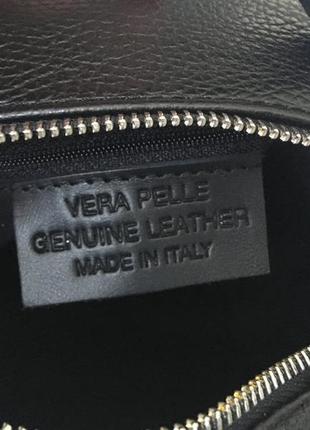 VERA PELLE
GENUINE LEATHER
MADE IN ITALY